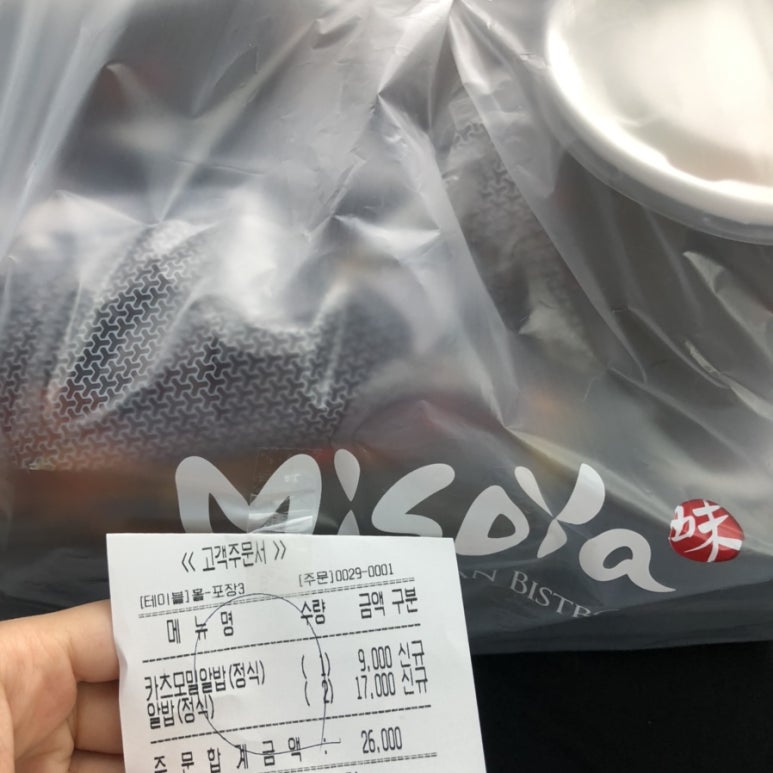 MisoYa 味
AN BISTR
<< 고객주문서 >>
[테이블]홀-포장3 [주문]0029-0001
메 뉴 명 수량 금액 구분
카츠모밀알밥(정식) ( 1) 9,000 신규
알밥(정식) ( 2) 17,000 신규
주 문 합 계 금 액 : 26,000